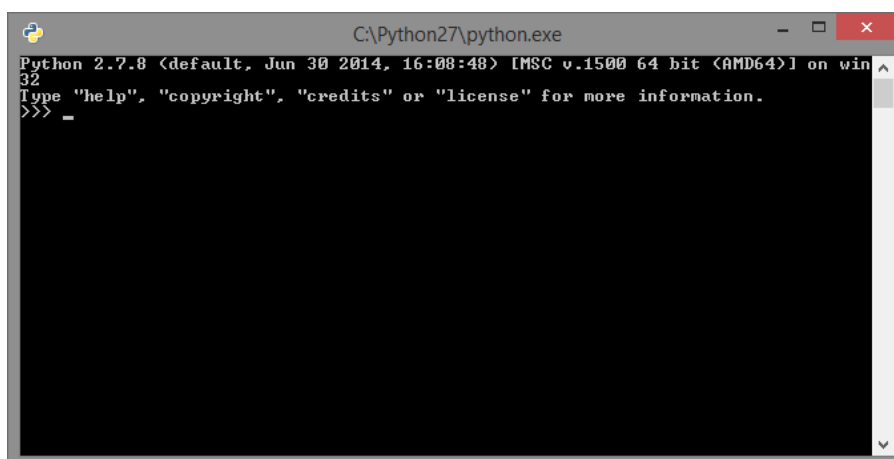 C:\Python27\python.exe
Python 2.7.8 (default, Jun 30 2014, 16:08:48) [MSC v.1500 64 bit (AMD64)] on win
32
Type "help", "copyright", "credits" or "license" for more information.
>>> _